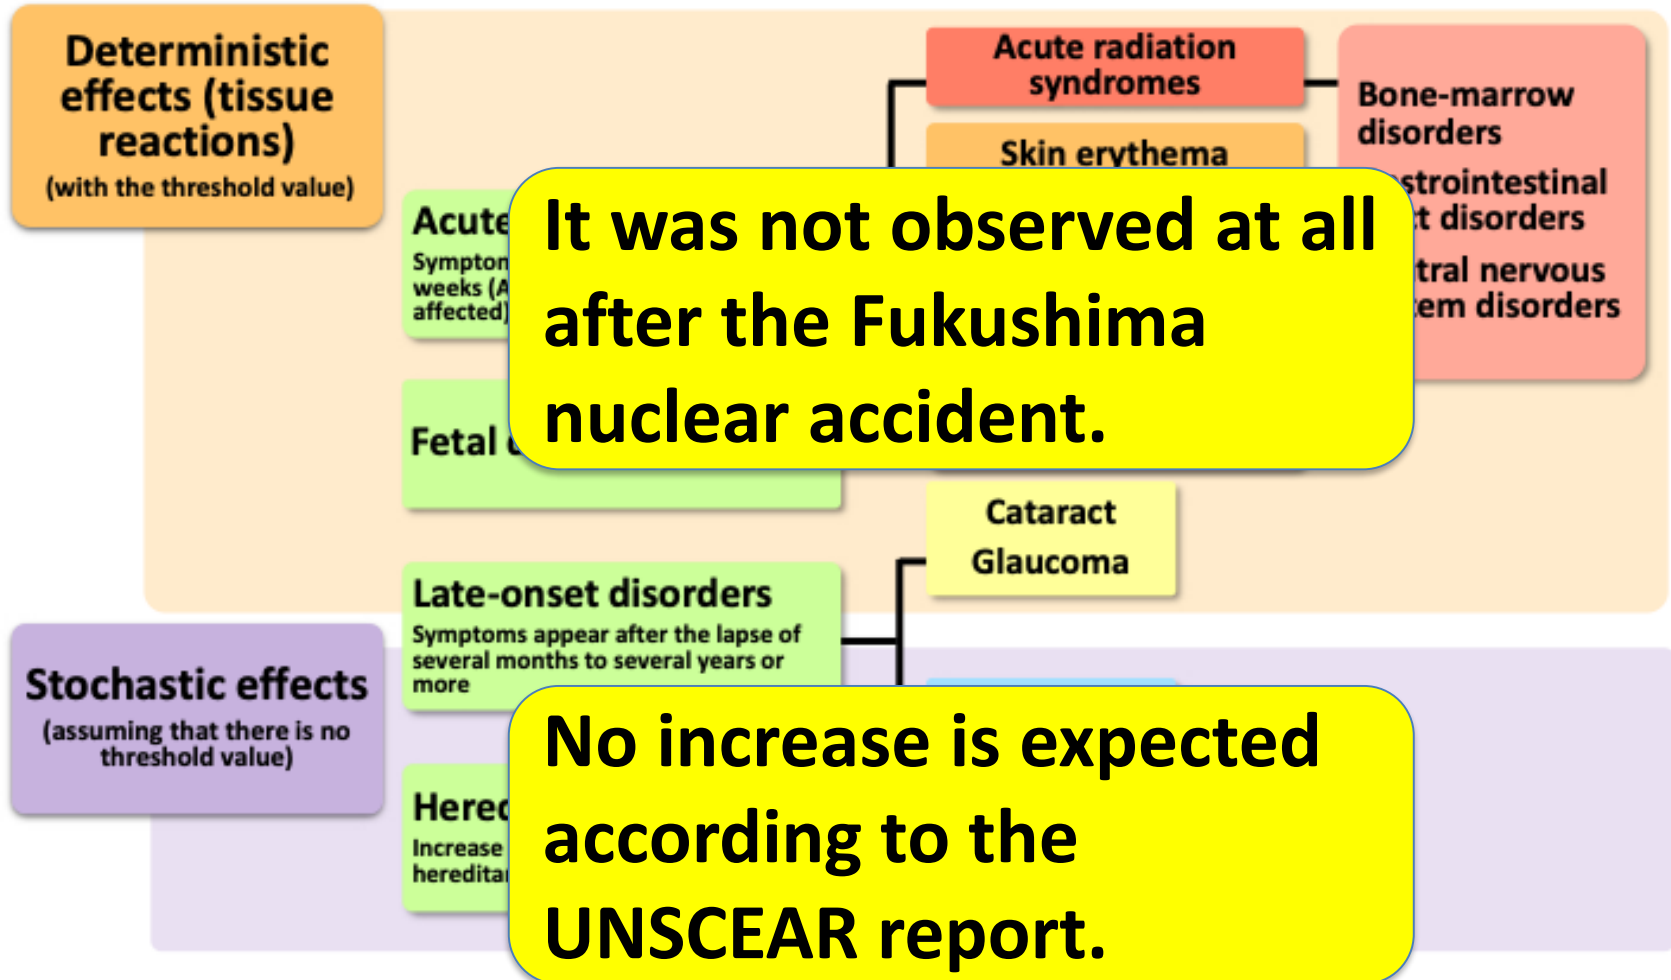 Deterministic
effects (tissue
reactions)
(with the threshold value)
Acute radiation
syndromes
Skin erythema
Bone-marrow
disorders
disorders
nervous
disorders
Acute
weeks
affected)
Fetal
It was not observed at all
after the Fukushima
nuclear accident.
Cataract
Glaucoma
Late-onset disorders
Symptoms appear after the lapse of
several months to several years or
more
Stochastic effects
(assuming that there is no
threshold value)
Increase
No increase is expected
according to the
UNSCEAR report.